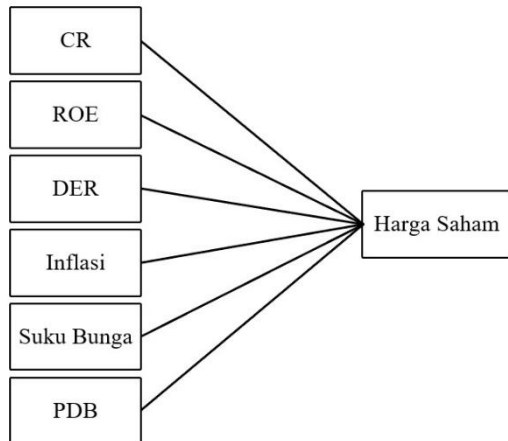 CR
ROE
DER
Inflasi
Suku Bunga
PDB
Harga Saham